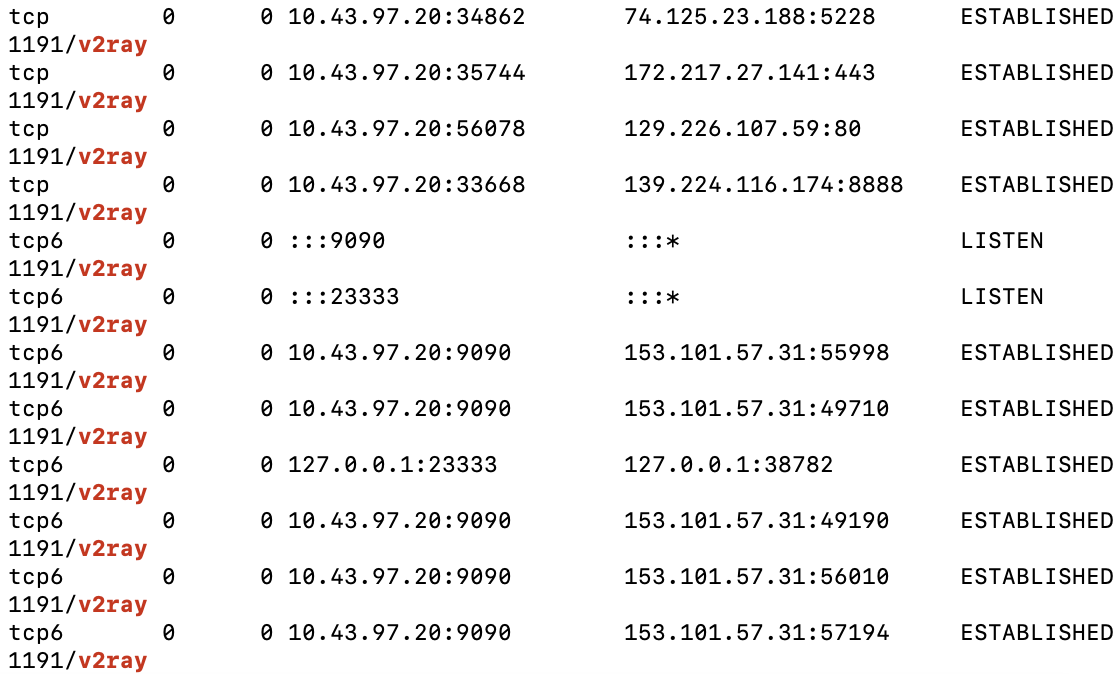 tcp        0      0 10.43.97.20:34862       74.125.23.188:5228      ESTABLISHED
1191/v2ray
tcp        0      0 10.43.97.20:35744       172.217.27.141:443      ESTABLISHED
1191/v2ray
tcp        0      0 10.43.97.20:56078       129.226.107.59:80       ESTABLISHED
1191/v2ray
tcp        0      0 10.43.97.20:33668       139.224.116.174:8888    ESTABLISHED
1191/v2ray
tcp6       0      0 :::9090                 :::*                    LISTEN
1191/v2ray
tcp6       0      0 :::23333                :::*                    LISTEN
1191/v2ray
tcp6       0      0 10.43.97.20:9090        153.101.57.31:55998     ESTABLISHED
1191/v2ray
tcp6       0      0 10.43.97.20:9090        153.101.57.31:49710     ESTABLISHED
1191/v2ray
tcp6       0      0 127.0.0.1:23333         127.0.0.1:38782         ESTABLISHED
1191/v2ray
tcp6       0      0 10.43.97.20:9090        153.101.57.31:49190     ESTABLISHED
1191/v2ray
tcp6       0      0 10.43.97.20:9090        153.101.57.31:56010     ESTABLISHED
1191/v2ray
tcp6       0      0 10.43.97.20:9090        153.101.57.31:57194     ESTABLISHED
1191/v2ray